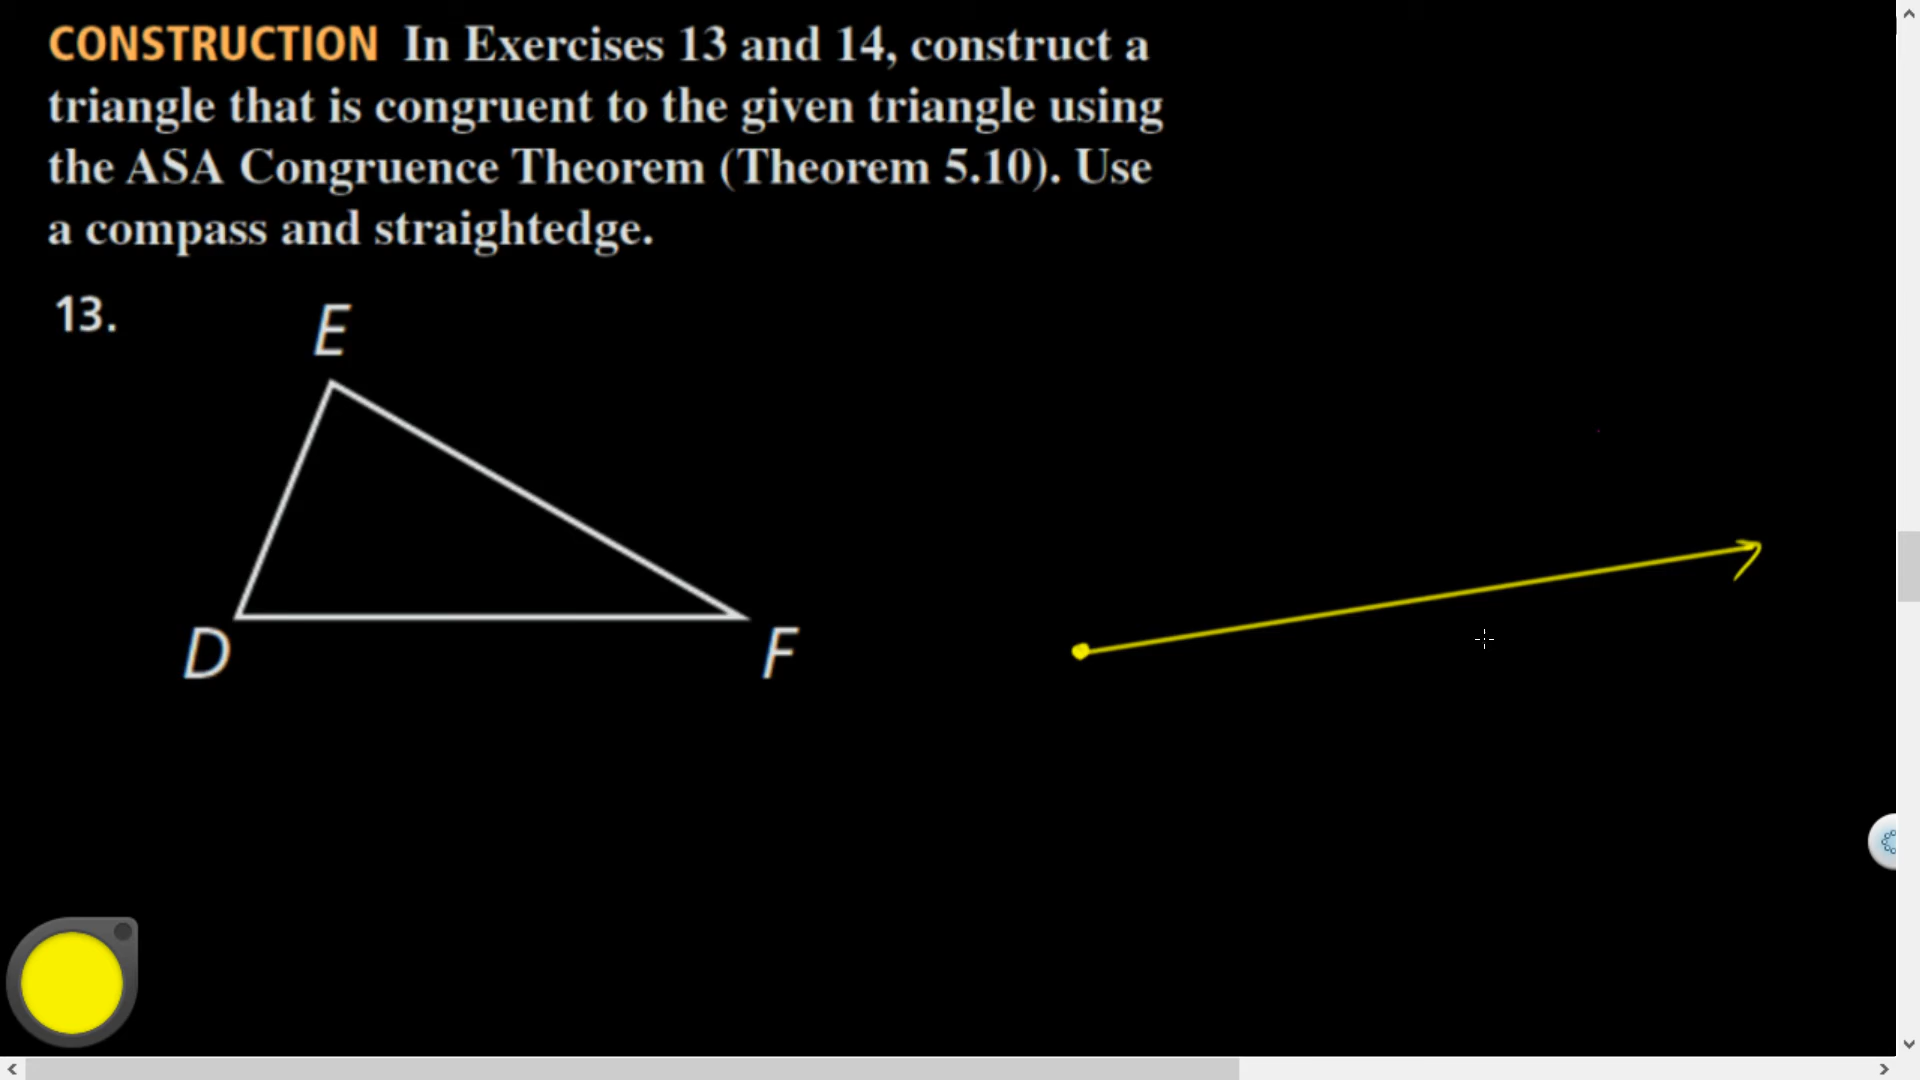 CONSTRUCTION In Exercises 13 and 14, construct a
triangle that is congruent to the given triangle using
the ASA Congruence Theorem (Theorem 5.10). Use
a compass and straightedge.
13.
E
D
F